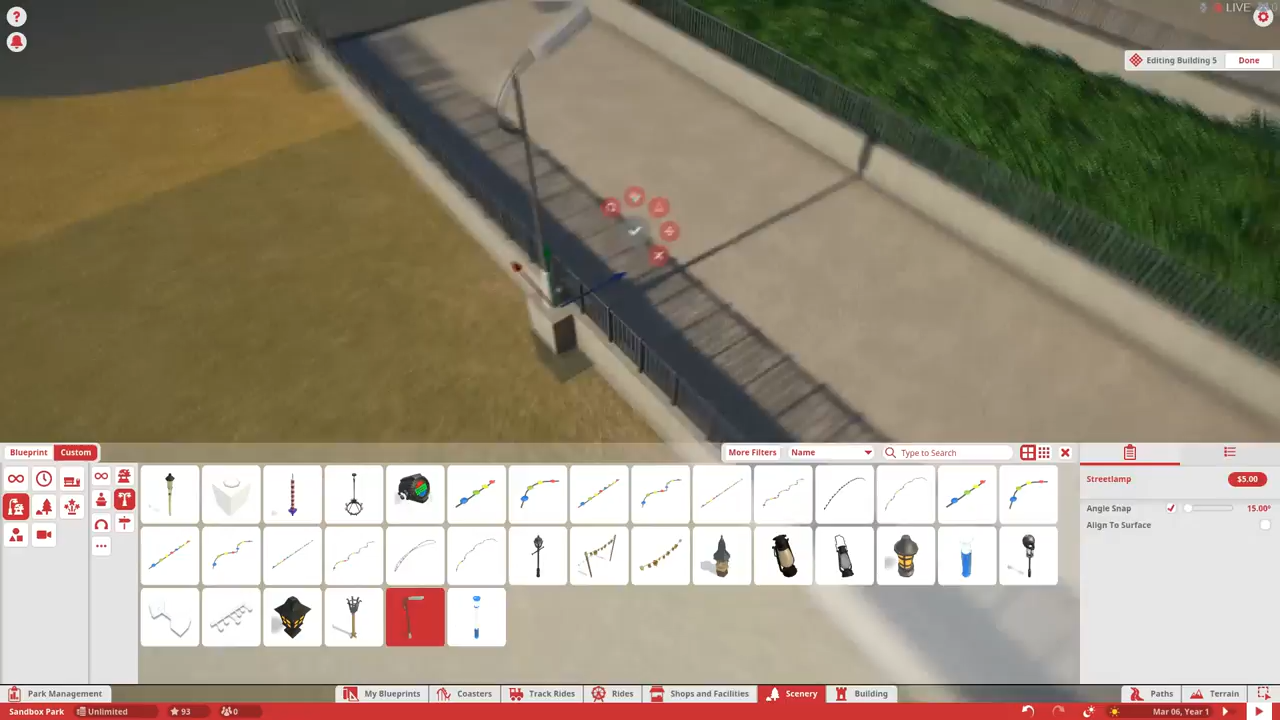 LIVE
Editing Building 5 Done
Blueprint Custom More Filters Name Type to Search
Streetlamp $5.00
Angle Snap 15.00°
Align To Surface
Park Management My Blueprints Coasters Track Rides Rides Shops and Facilities Scenery Building Paths Terrain
Sandbox Park Unlimited 93 0 Mar 06, Year 1